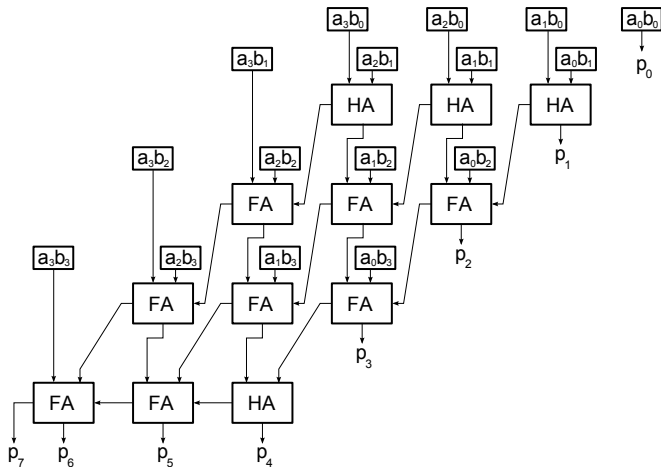 a₃b₀ a₂b₀ a₁b₀ a₀b₀
a₃b₁ a₂b₁ a₁b₁ a₀b₁ p₀
HA HA HA
p₁
a₃b₂ a₂b₂ a₁b₂ a₀b₂
FA FA FA
p₂
a₃b₃ a₂b₃ a₁b₃ a₀b₃
FA FA FA
p₃
FA FA HA
p₇ p₆ p₅ p₄